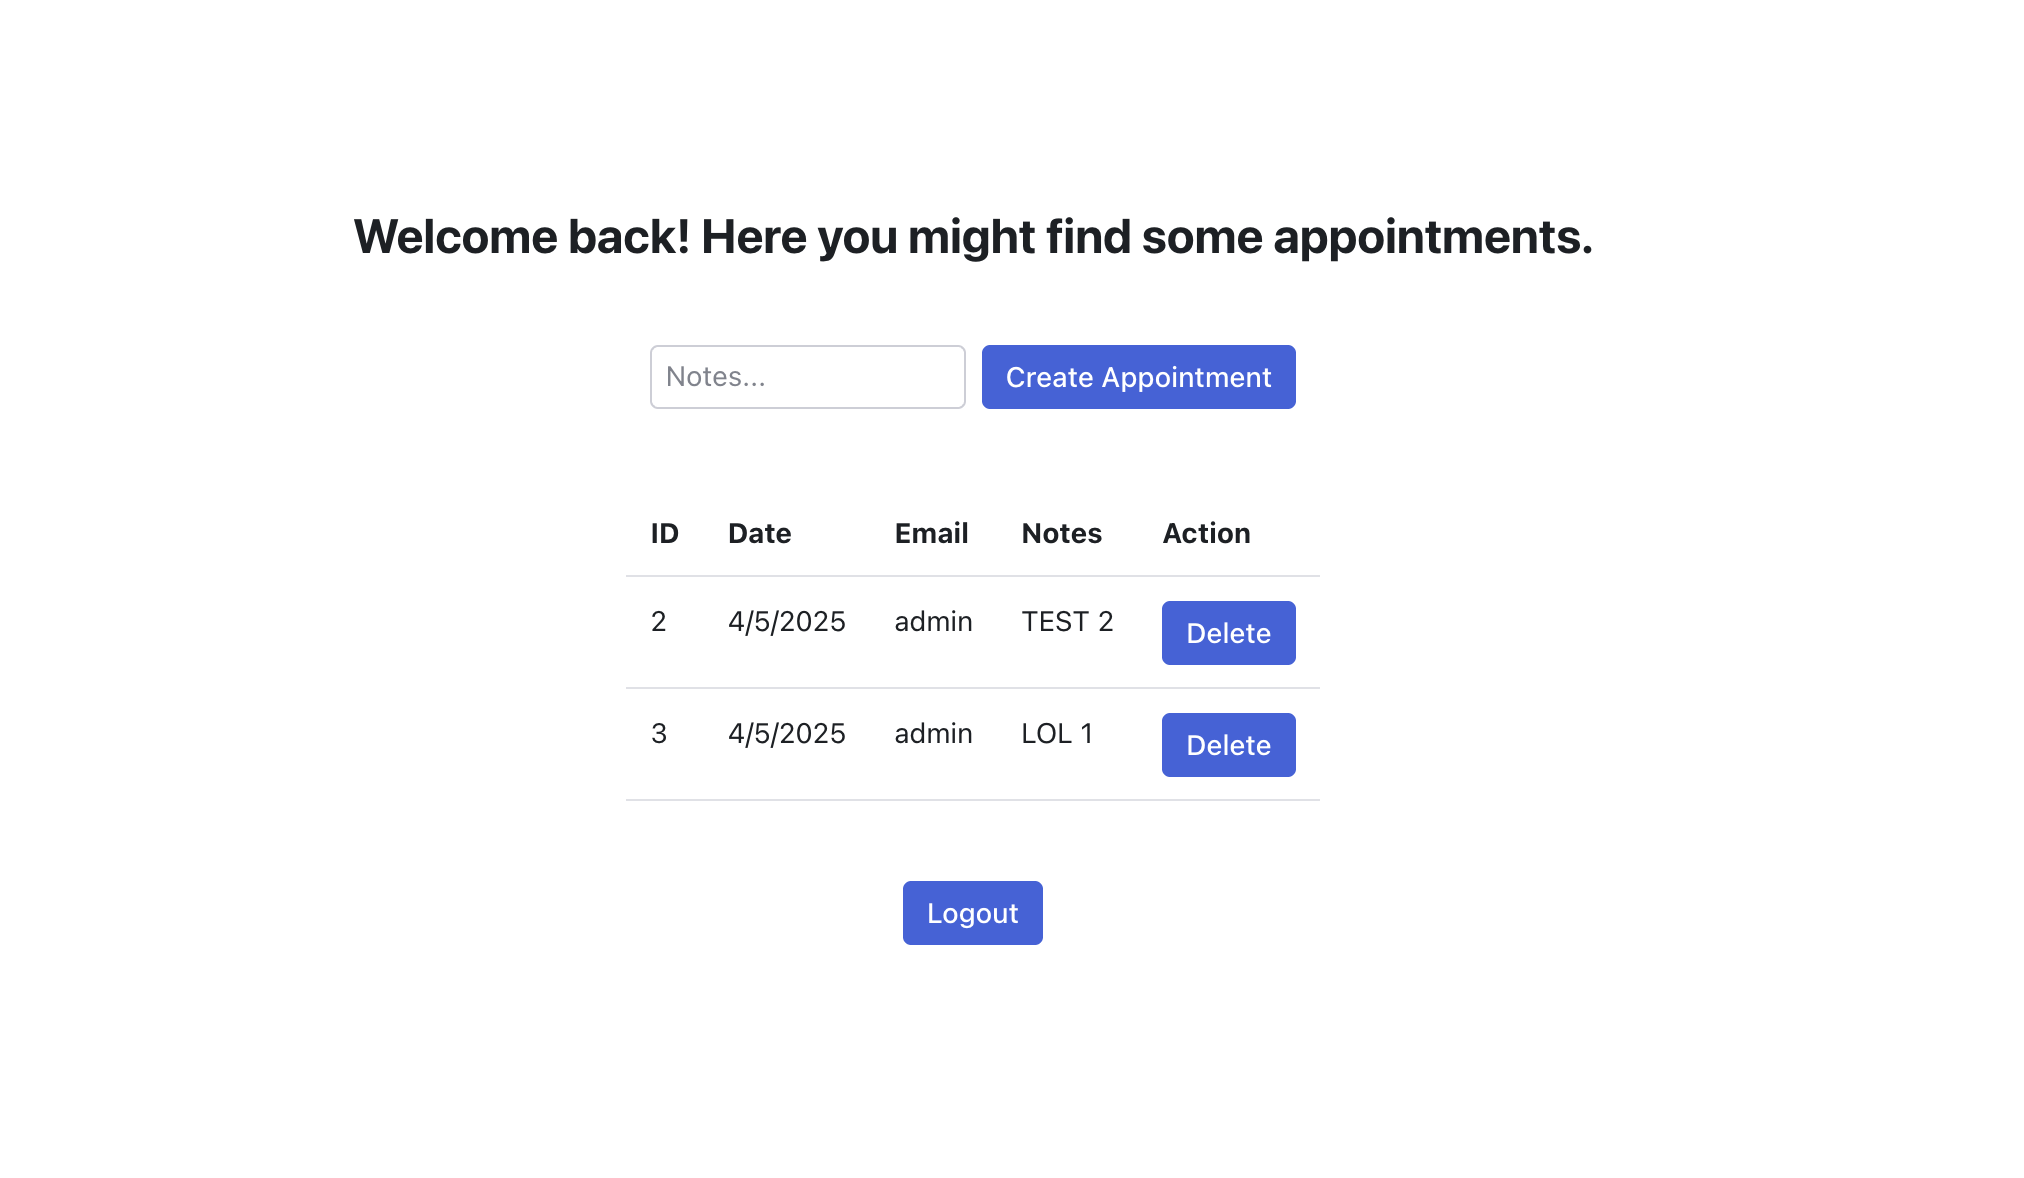 Welcome back! Here you might find some appointments.
Notes... Create Appointment
ID Date Email Notes Action
2 4/5/2025 admin TEST 2 Delete
3 4/5/2025 admin LOL 1 Delete
Logout